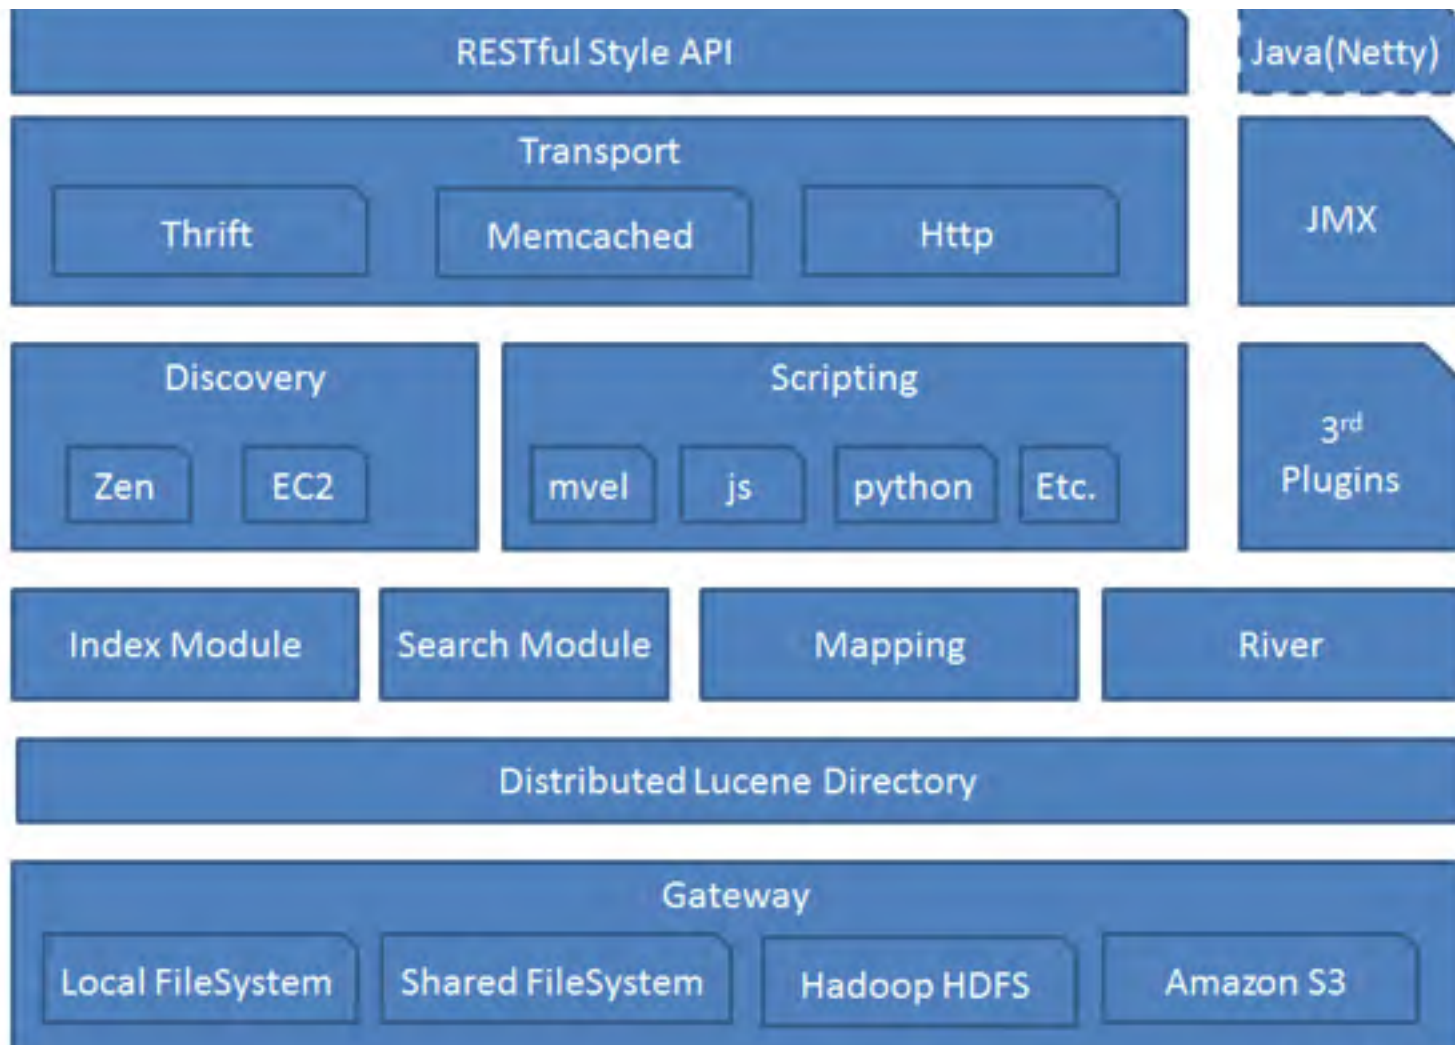 RESTful Style API
Java(Netty)
Transport
Thrift
Memcached
Http
JMX
Discovery
Zen
EC2
Scripting
mvel
js
python
Etc.
3rd
Plugins
Index Module
Search Module
Mapping
River
Distributed Lucene Directory
Gateway
Local FileSystem
Shared FileSystem
Hadoop HDFS
Amazon S3